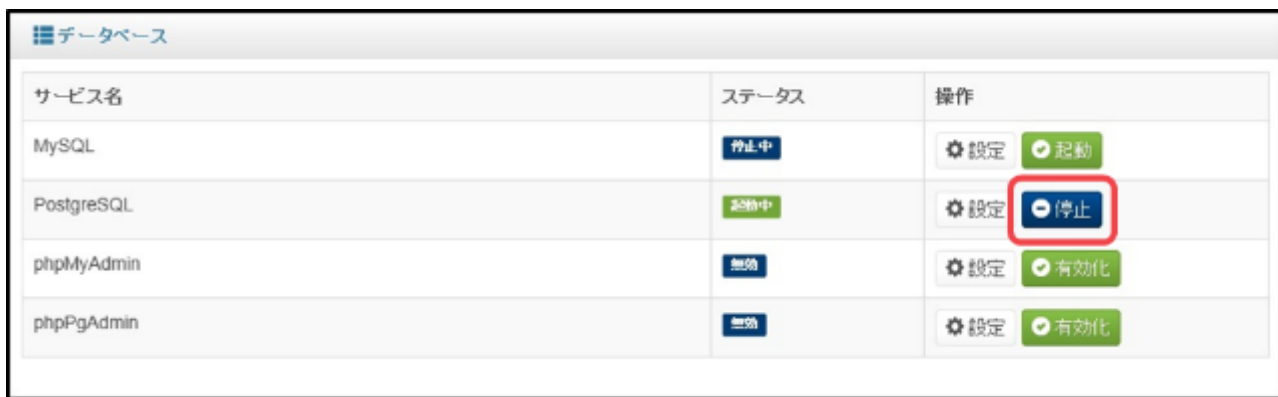 データベース
サービス名 ステータス 操作
MySQL 停止中 設定 起動
PostgreSQL 起動中 設定 停止
phpMyAdmin 無効 設定 有効化
phpPgAdmin 無効 設定 有効化